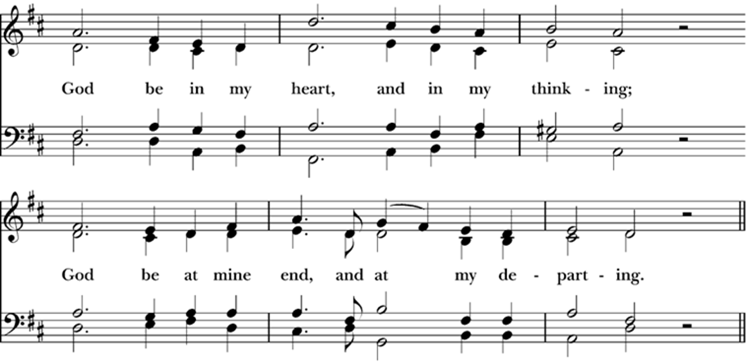 God be in my heart, and in my think - ing;
God be at mine end, and at my de - part - ing.